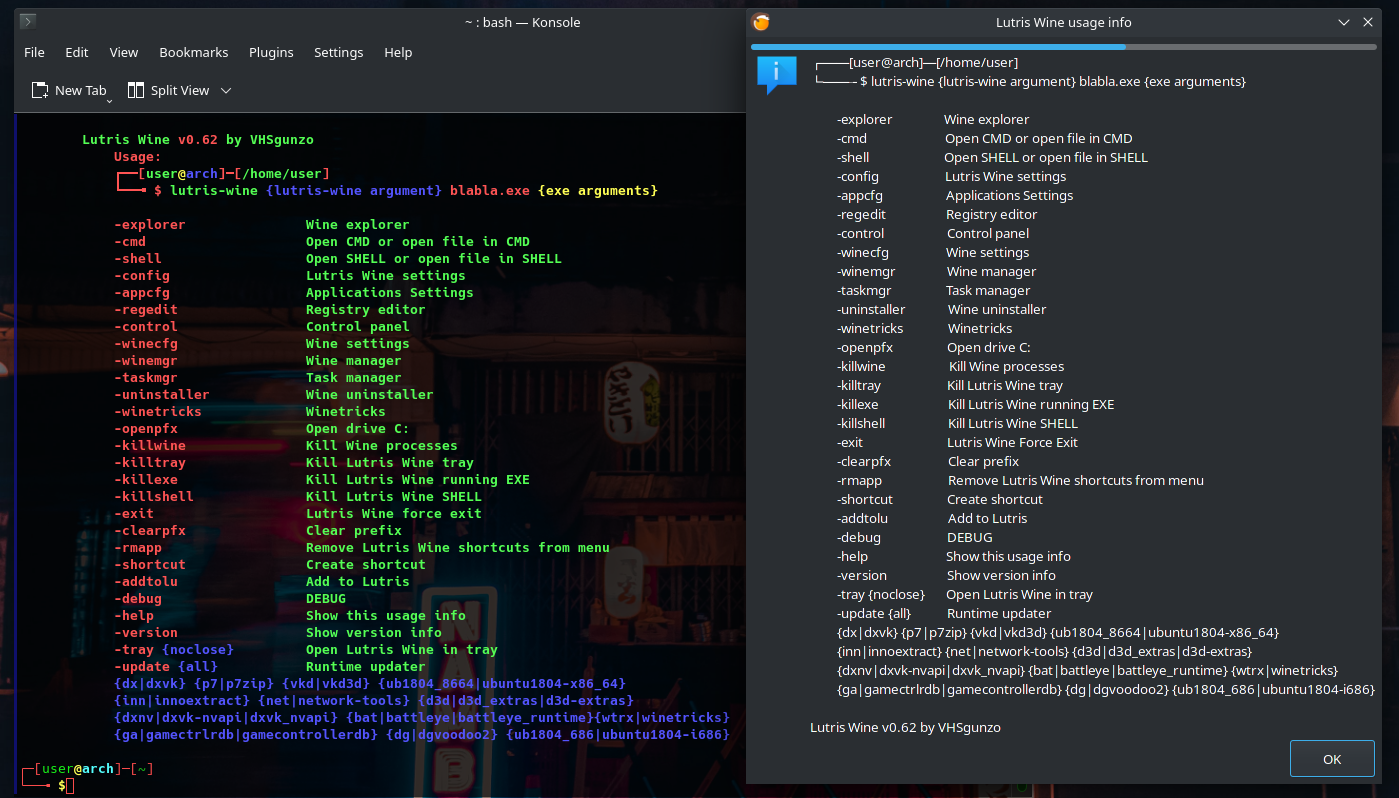 ~ : bash — Konsole
File Edit View Bookmarks Plugins Settings Help
New Tab Split View
Lutris Wine v0.62 by VHSgunzo
Usage:
[user@arch]─[/home/user]
$ lutris-wine {lutris-wine argument} blabla.exe {exe arguments}
-explorer Wine explorer
-cmd Open CMD or open file in CMD
-shell Open SHELL or open file in SHELL
-config Lutris Wine settings
-appcfg Applications Settings
-regedit Registry editor
-control Control panel
-winecfg Wine settings
-winemgr Wine manager
-taskmgr Task manager
-uninstaller Wine uninstaller
-winetricks Winetricks
-openpfx Open drive C:
-killwine Kill Wine processes
-killtray Kill Lutris Wine tray
-killexe Kill Lutris Wine running EXE
-killshell Kill Lutris Wine SHELL
-exit Lutris Wine force exit
-clearpfx Clear prefix
-rmapp Remove Lutris Wine shortcuts from menu
-shortcut Create shortcut
-addtolu Add to Lutris
-debug DEBUG
-help Show this usage info
-version Show version info
-tray {noclose} Open Lutris Wine in tray
-update {all} Runtime updater
{dx|dxvk} {p7|p7zip} {vkd|vkd3d} {ub1804_8664|ubuntu1804-x86_64}
{inn|innoextract} {net|network-tools} {d3d|d3d_extras|d3d-extras}
{dxnv|dxvk-nvapi|dxvk_nvapi} {bat|battleye|battleye_runtime}{wtrx|winetricks}
{ga|gamectrlrdb|gamecontrollerdb} {dg|dgvoodoo2} {ub1804_686|ubuntu1804-i686}
[user@arch]─[~]
$
Lutris Wine usage info
[user@arch]─[/home/user]
$ lutris-wine {lutris-wine argument} blabla.exe {exe arguments}
-explorer Wine explorer
-cmd Open CMD or open file in CMD
-shell Open SHELL or open file in SHELL
-config Lutris Wine settings
-appcfg Applications Settings
-regedit Registry editor
-control Control panel
-winecfg Wine settings
-winemgr Wine manager
-taskmgr Task manager
-uninstaller Wine uninstaller
-winetricks Winetricks
-openpfx Open drive C:
-killwine Kill Wine processes
-killtray Kill Lutris Wine tray
-killexe Kill Lutris Wine running EXE
-killshell Kill Lutris Wine SHELL
-exit Lutris Wine Force Exit
-clearpfx Clear prefix
-rmapp Remove Lutris Wine shortcuts from menu
-shortcut Create shortcut
-addtolu Add to Lutris
-debug DEBUG
-help Show this usage info
-version Show version info
-tray {noclose} Open Lutris Wine in tray
-update {all} Runtime updater
{dx|dxvk} {p7|p7zip} {vkd|vkd3d} {ub1804_8664|ubuntu1804-x86_64}
{inn|innoextract} {net|network-tools} {d3d|d3d_extras|d3d-extras}
{dxnv|dxvk-nvapi|dxvk_nvapi} {bat|battleye|battleye_runtime} {wtrx|winetricks}
{ga|gamectrlrdb|gamecontrollerdb} {dg|dgvoodoo2} {ub1804_686|ubuntu1804-i686}
Lutris Wine v0.62 by VHSgunzo
OK